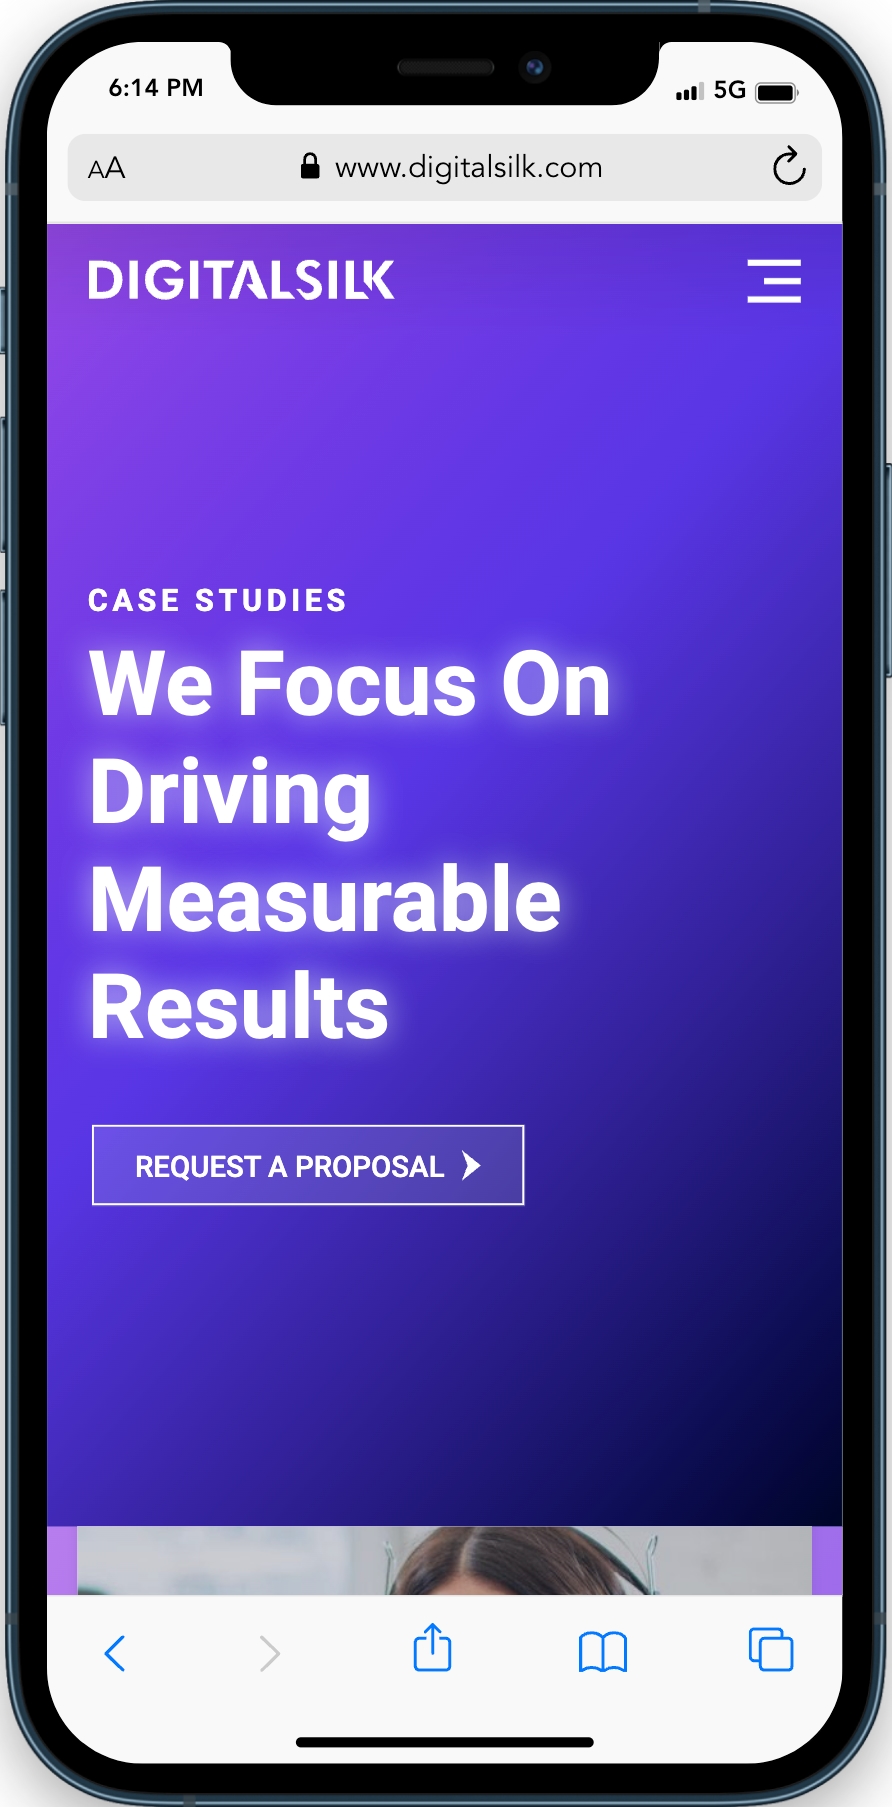 6:14 PM
5G
AA
www.digitalsilk.com
DIGITALSILK
CASE STUDIES
We Focus On
Driving
Measurable
Results
REQUEST A PROPOSAL